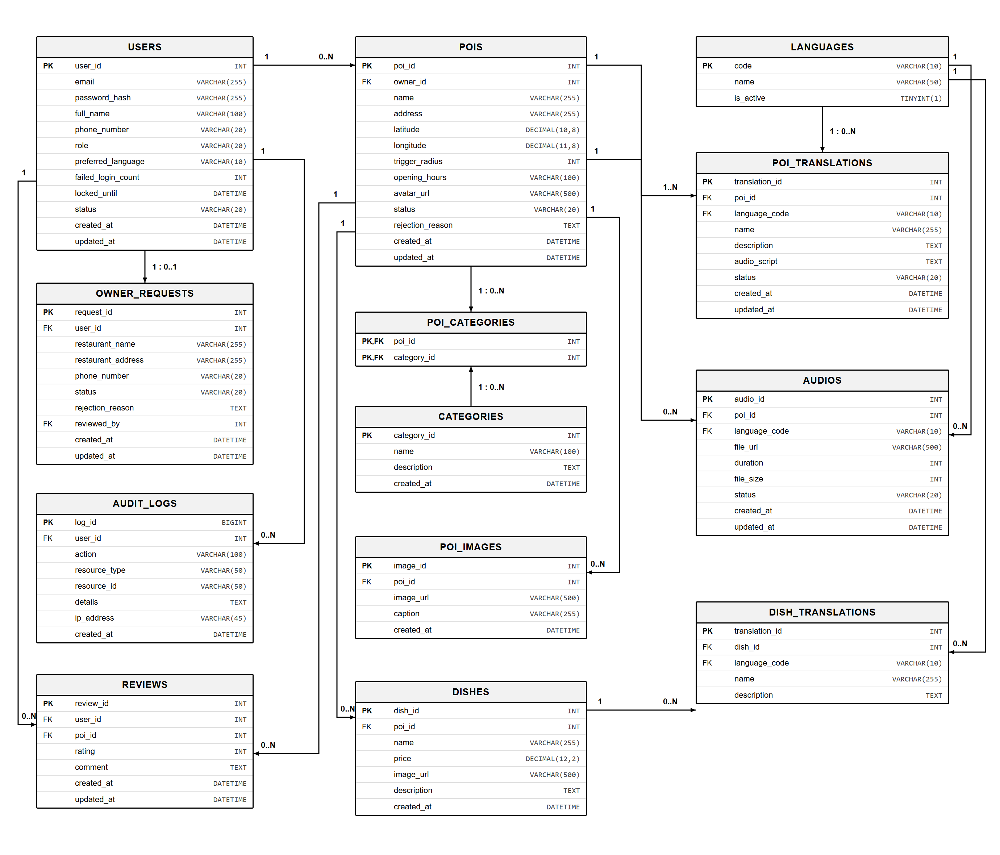 USERS
PK user_id INT
email VARCHAR(255)
password_hash VARCHAR(255)
full_name VARCHAR(100)
phone_number VARCHAR(20)
role VARCHAR(20)
preferred_language VARCHAR(10)
failed_login_count INT
locked_until DATETIME
status VARCHAR(20)
created_at DATETIME
updated_at DATETIME
1 0..N
1
1
1 : 0..1
OWNER_REQUESTS
PK request_id INT
FK user_id INT
restaurant_name VARCHAR(255)
restaurant_address VARCHAR(255)
phone_number VARCHAR(20)
status VARCHAR(20)
rejection_reason TEXT
FK reviewed_by INT
created_at DATETIME
updated_at DATETIME
AUDIT_LOGS
PK log_id BIGINT
FK user_id INT
action VARCHAR(100)
resource_type VARCHAR(50)
resource_id VARCHAR(50)
details TEXT
ip_address VARCHAR(45)
created_at DATETIME
0..N
REVIEWS
PK review_id INT
FK user_id INT
FK poi_id INT
rating INT
comment TEXT
created_at DATETIME
updated_at DATETIME
0..N
0..N
POIS
PK poi_id INT
FK owner_id INT
name VARCHAR(255)
address VARCHAR(255)
latitude DECIMAL(10,8)
longitude DECIMAL(11,8)
trigger_radius INT
opening_hours VARCHAR(100)
avatar_url VARCHAR(500)
status VARCHAR(20)
rejection_reason TEXT
created_at DATETIME
updated_at DATETIME
1
1
1
1
1
1 : 0..N
POI_CATEGORIES
PK,FK poi_id INT
PK,FK category_id INT
1 : 0..N
CATEGORIES
PK category_id INT
name VARCHAR(100)
description TEXT
created_at DATETIME
POI_IMAGES
PK image_id INT
FK poi_id INT
image_url VARCHAR(500)
caption VARCHAR(255)
created_at DATETIME
0..N
DISHES
PK dish_id INT
FK poi_id INT
name VARCHAR(255)
price DECIMAL(12,2)
image_url VARCHAR(500)
description TEXT
created_at DATETIME
0..N
1 0..N
LANGUAGES
PK code VARCHAR(10)
name VARCHAR(50)
is_active TINYINT(1)
1
1
1 : 0..N
POI_TRANSLATIONS
PK translation_id INT
FK poi_id INT
FK language_code VARCHAR(10)
name VARCHAR(255)
description TEXT
audio_script TEXT
status VARCHAR(20)
created_at DATETIME
updated_at DATETIME
1..N
AUDIOS
PK audio_id INT
FK poi_id INT
FK language_code VARCHAR(10)
file_url VARCHAR(500)
duration INT
file_size INT
status VARCHAR(20)
created_at DATETIME
updated_at DATETIME
0..N
0..N
DISH_TRANSLATIONS
PK translation_id INT
FK dish_id INT
FK language_code VARCHAR(10)
name VARCHAR(255)
description TEXT
0..N